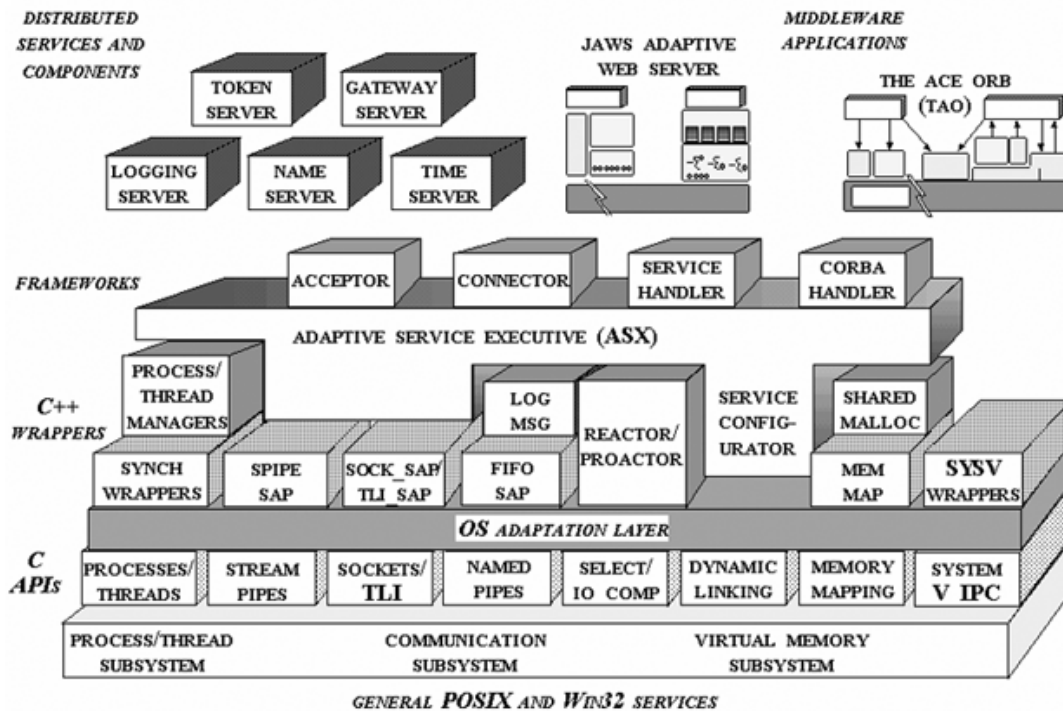 DISTRIBUTED
SERVICES AND
COMPONENTS
TOKEN
SERVER
GATEWAY
SERVER
LOGGING
SERVER
NAME
SERVER
TIME
SERVER
JAWS ADAPTIVE
WEB SERVER
MIDDLEWARE
APPLICATIONS
THE ACE ORB
(TAO)
FRAMEWORKS
ACCEPTOR
CONNECTOR
SERVICE
HANDLER
CORBA
HANDLER
ADAPTIVE SERVICE EXECUTIVE (ASX)
C++
WRAPPERS
PROCESS/
THREAD
MANAGERS
LOG
MSG
REACTOR/
PROACTOR
SERVICE
CONFIG-
URATOR
SHARED
MALLOC
SYNCH
WRAPPERS
SPIPE
SAP
SOCK_SAP/
TLI_SAP
FIFO
SAP
MEM
MAP
SYSV
WRAPPERS
OS ADAPTATION LAYER
C
APIS
PROCESSES/
THREADS
STREAM
PIPES
SOCKETS/
TLI
NAMED
PIPES
SELECT/
IO COMP
DYNAMIC
LINKING
MEMORY
MAPPING
SYSTEM
V IPC
PROCESS/THREAD
SUBSYSTEM
COMMUNICATION
SUBSYSTEM
VIRTUAL MEMORY
SUBSYSTEM
GENERAL POSIX AND WIN32 SERVICES